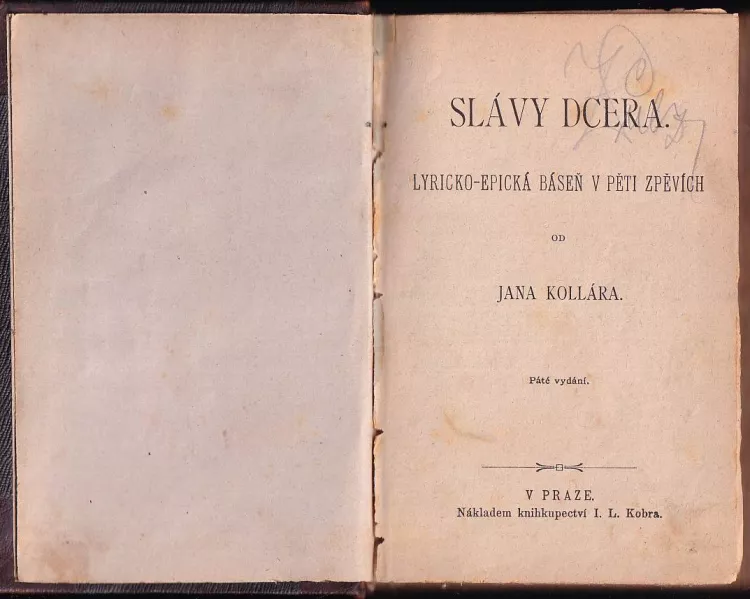 SLÁVY DCERA.
LYRICKO-EPICKÁ BÁSEŇ V PĚTI ZPĚVÍCH
OD
JANA KOLLÁRA.
Páté vydání.
V PRAZE.
Nákladem knihkupectví I. L. Kobra.